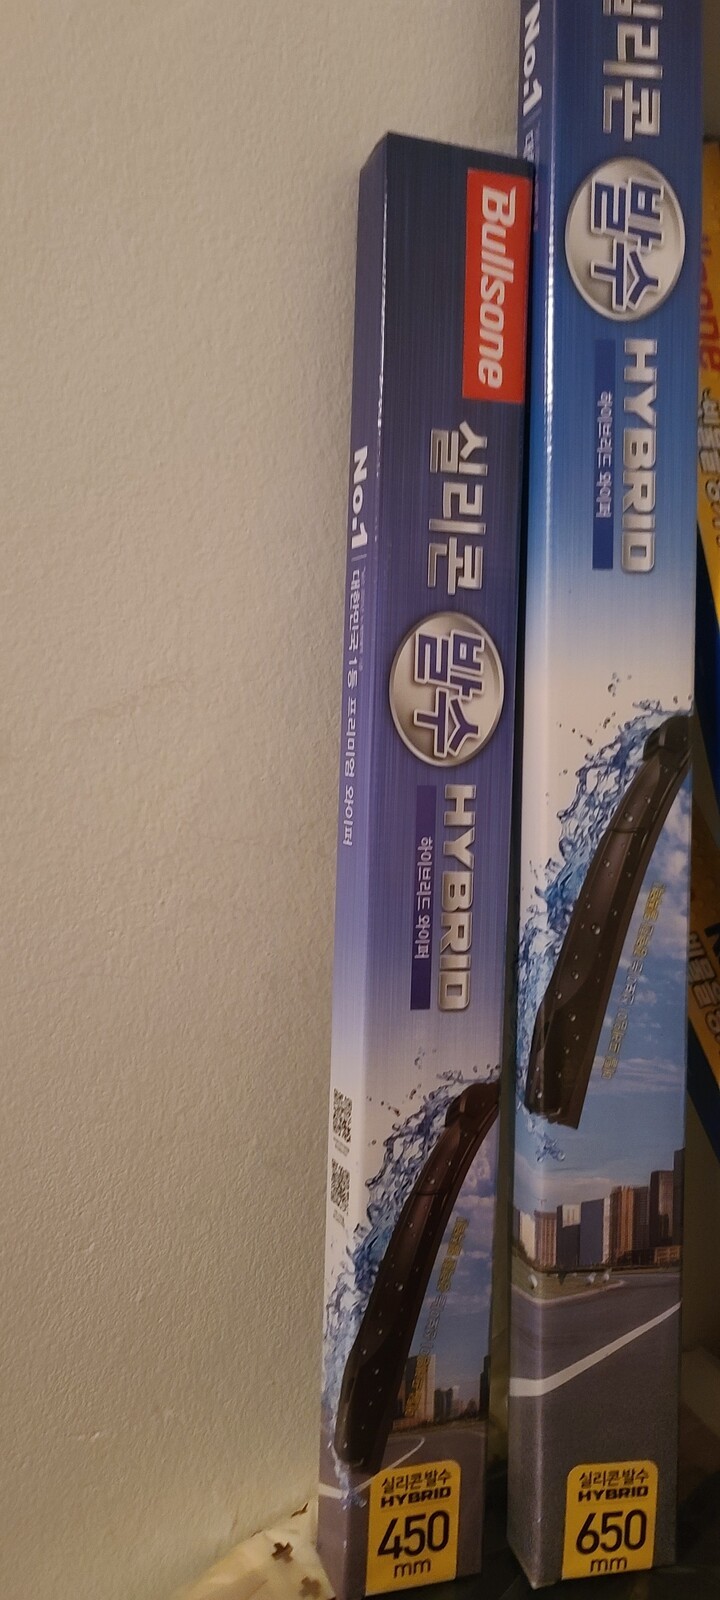 Bullsone
실리콘
발수
HYBRID
하이브리드 와이퍼
No.1 대한민국 1등 프리미엄 와이퍼
실리콘 발수
HYBRID
450
mm
No.1
실리콘
발수
HYBRID
하이브리드 와이퍼
실리콘 발수
HYBRID
650
mm